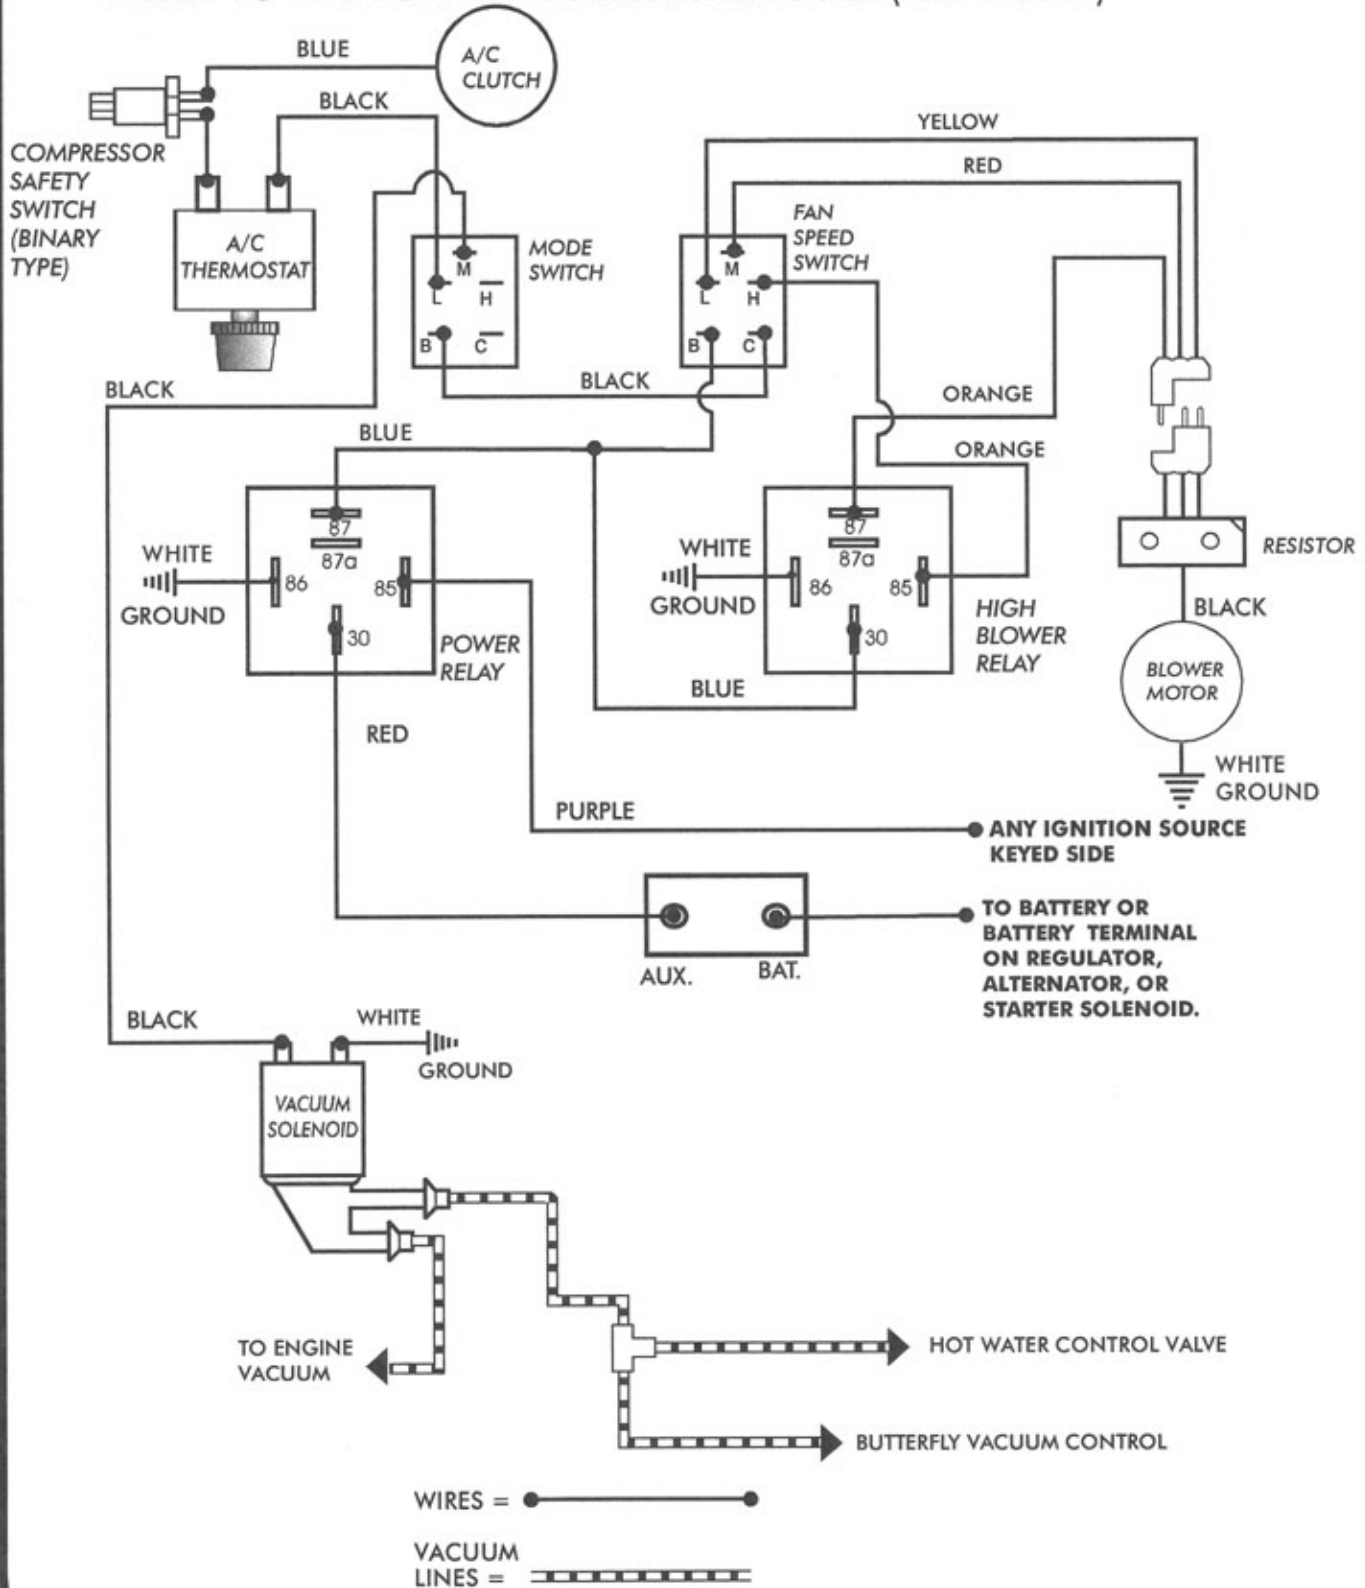 BLUE
A/C
CLUTCH
BLACK
COMPRESSOR
SAFETY
SWITCH
(BINARY
TYPE)
A/C
THERMOSTAT
MODE
SWITCH
M
L
H
B
C
YELLOW
RED
FAN
SPEED
SWITCH
M
L
H
B
C
BLACK
BLACK
BLUE
ORANGE
ORANGE
RESISTOR
BLACK
BLOWER
MOTOR
WHITE
GROUND
WHITE
GROUND
87
87a
86
85
30
POWER
RELAY
WHITE
GROUND
87
87a
86
85
30
HIGH
BLOWER
RELAY
BLUE
RED
PURPLE
ANY IGNITION SOURCE
KEYED SIDE
AUX.
BAT.
TO BATTERY OR
BATTERY TERMINAL
ON REGULATOR,
ALTERNATOR, OR
STARTER SOLENOID.
BLACK
WHITE
GROUND
VACUUM
SOLENOID
TO ENGINE
VACUUM
HOT WATER CONTROL VALVE
BUTTERFLY VACUUM CONTROL
WIRES =
VACUUM
LINES =